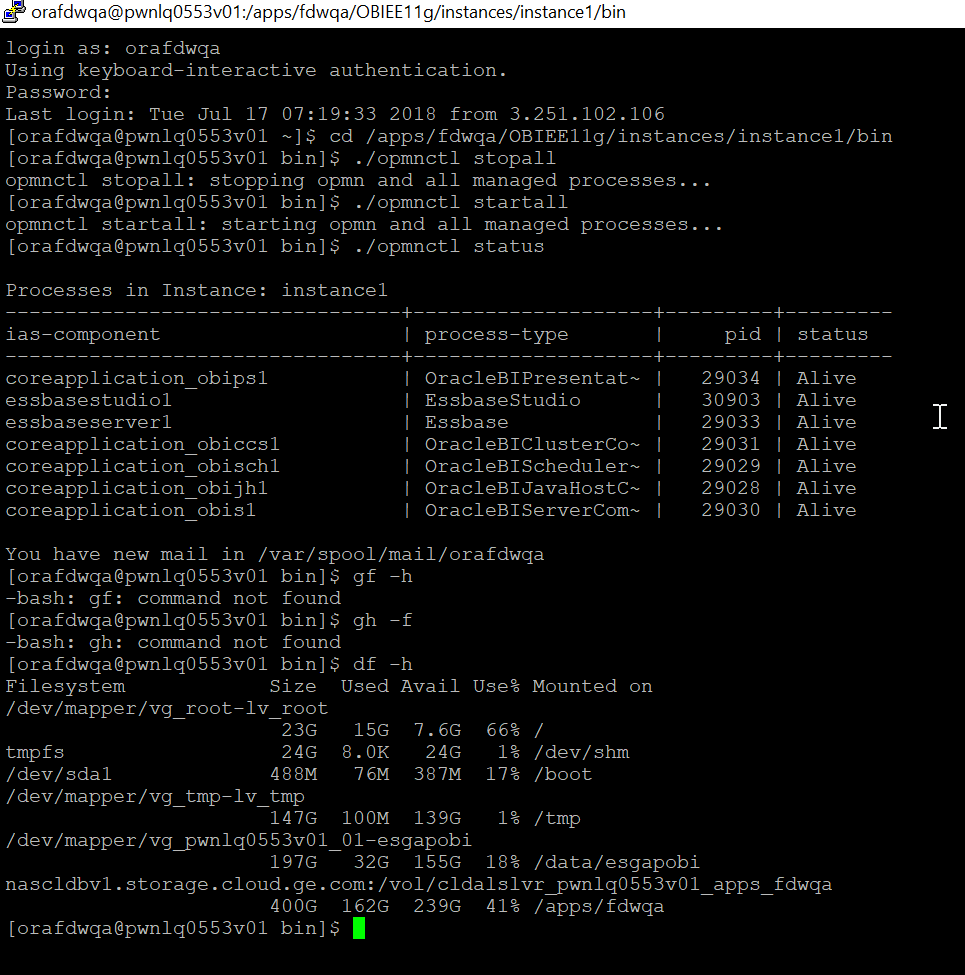 orafdwqa@pwnlq0553v01:/apps/fdwqa/OBIEE11g/instances/instance1/bin
login as: orafdwqa
Using keyboard-interactive authentication.
Password:
Last login: Tue Jul 17 07:19:33 2018 from 3.251.102.106
[orafdwqa@pwnlq0553v01 ~]$ cd /apps/fdwqa/OBIEE11g/instances/instance1/bin
[orafdwqa@pwnlq0553v01 bin]$ ./opmnctl stopall
opmnctl stopall: stopping opmn and all managed processes...
[orafdwqa@pwnlq0553v01 bin]$ ./opmnctl startall
opmnctl startall: starting opmn and all managed processes...
[orafdwqa@pwnlq0553v01 bin]$ ./opmnctl status

Processes in Instance: instance1
---------------------------------+--------------------+---------+---------
ias-component                    | process-type       |     pid | status
---------------------------------+--------------------+---------+---------
coreapplication_obips1           | OracleBIPresentat~ |   29034 | Alive
essbasestudio1                   | EssbaseStudio      |   30903 | Alive
essbaseserver1                   | Essbase            |   29033 | Alive
coreapplication_obiccs1          | OracleBIClusterCo~ |   29031 | Alive
coreapplication_obisch1          | OracleBIScheduler~ |   29029 | Alive
coreapplication_obijh1           | OracleBIJavaHostC~ |   29028 | Alive
coreapplication_obis1            | OracleBIServerCom~ |   29030 | Alive

You have new mail in /var/spool/mail/orafdwqa
[orafdwqa@pwnlq0553v01 bin]$ gf -h
-bash: gf: command not found
[orafdwqa@pwnlq0553v01 bin]$ gh -f
-bash: gh: command not found
[orafdwqa@pwnlq0553v01 bin]$ df -h
Filesystem            Size  Used Avail Use% Mounted on
/dev/mapper/vg_root-lv_root
                       23G   15G  7.6G  66% /
tmpfs                  24G  8.0K   24G   1% /dev/shm
/dev/sda1             488M   76M  387M  17% /boot
/dev/mapper/vg_tmp-lv_tmp
                      147G  100M  139G   1% /tmp
/dev/mapper/vg_pwnlq0553v01_01-esgapobi
                      197G   32G  155G  18% /data/esgapobi
nascldbv1.storage.cloud.ge.com:/vol/cldalslvr_pwnlq0553v01_apps_fdwqa
                      400G  162G  239G  41% /apps/fdwqa
[orafdwqa@pwnlq0553v01 bin]$